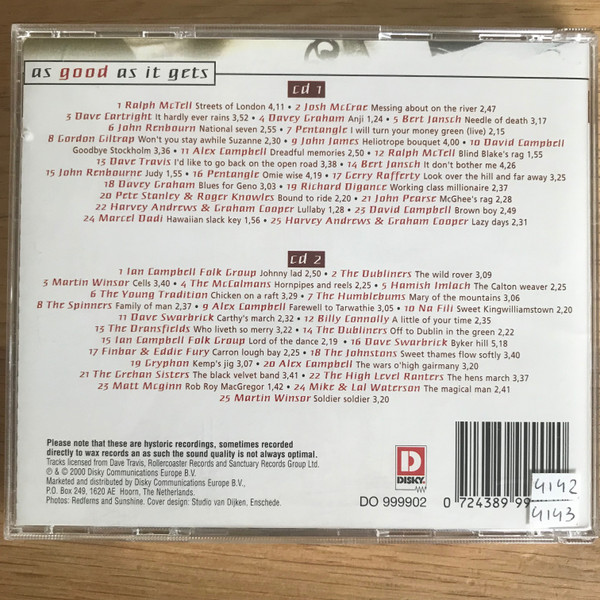 as good as it gets
cd 1
1 Ralph McTell Streets of London 4,11 • 2 Josh McCrae Messing about on the river 2,47
3 Dave Cartright It hardly ever rains 3,52 • 4 Davey Graham Anji 1,24 • 5 Bert Jansch Needle of death 3,17
6 John Renbourn National seven 2,55 • 7 Pentangle I will turn your money green (live) 2,15
8 Gordon Giltrap Won't you stay awhile Suzanne 2,30 • 9 John James Heliotrope bouquet 4,00 • 10 David Campbell
Goodbye Stockholm 3,36 • 11 Alex Campbell Dreadful memories 2,50 • 12 Ralph McTell Blind Blake's rag 1,55
13 Dave Travis I'd like to go back on the open road 3,38 • 14 Bert Jansch It don't bother me 4,26
15 John Renbourne Judy 1,55 • 16 Pentangle Omie wise 4,19 • 17 Gerry Rafferty Look over the hill and far away 3,25
18 Davey Graham Blues for Geno 3,03 • 19 Richard Digance Working class millionaire 2,37
20 Pete Stanley & Roger Knowles Bound to ride 2,20 • 21 John Pearse McGhee's rag 2,28
22 Harvey Andrews & Graham Cooper Lullaby 1,28 • 23 David Campbell Brown boy 2,49
24 Marcel Dadi Hawaiian slack key 1,56 • 25 Harvey Andrews & Graham Cooper Lazy days 2,31
cd 2
1 Ian Campbell Folk Group Johnny lad 2,50 • 2 The Dubliners The wild rover 3,09
3 Martin Winsor Cells 3,40 • 4 The McCalmans Hornpipes and reels 2,25 • 5 Hamish Imlach The Calton weaver 2,25
6 The Young Tradition Chicken on a raft 3,29 • 7 The Humblebums Mary of the mountains 3,06
8 The Spinners Family of man 2,37 • 9 Alex Campbell Farewell to Tarwathie 3,05 • 10 Na Fili Sweet Kingwilliamstown 2,20
11 Dave Swarbrick Carthy's march 2,32 • 12 Billy Connally A little of your time 2,35
13 The Dransfields Who liveth so merry 3,22 • 14 The Dubliners Off to Dublin in the green 2,22
15 Ian Campbell Folk Group Lord of the dance 2,19 • 16 Dave Swarbrick Byker hill 5,18
17 Finbar & Eddie Fury Carron lough bay 2,25 • 18 The Johnstons Sweet thames flow softly 3,40
19 Gryphon Kemp's jig 3,07 • 20 Alex Campbell The wars o'high garimany 3,20
21 The Grehan Sisters The black velvet band 3,41 • 22 The High Level Ranters The hens march 3,37
23 Matt McGinn Rob Roy MacGregor 1,42 • 24 Mike & Lal Waterson The magical man 2,41
25 Martin Winsor Soldier soldier 3,20
Please note that these are hystoric recordings, sometimes recorded
directly to wax records an as such the sound quality is not always optimal.
Tracks licensed from Dave Travis, Rollercoaster Records and Sanctuary Records Group Ltd.
℗ & © 2000 Disky Communications Europe B.V.
Marketed and distributed by Disky Communications Europe B.V.,
P.O. Box 249, 1620 AE Hoorn, The Netherlands.
Photos: Redferns and Sunshine. Cover design: Studio van Dijken, Enschede.
D
DISKY
DO 999902
0 724389 99
4142
4143